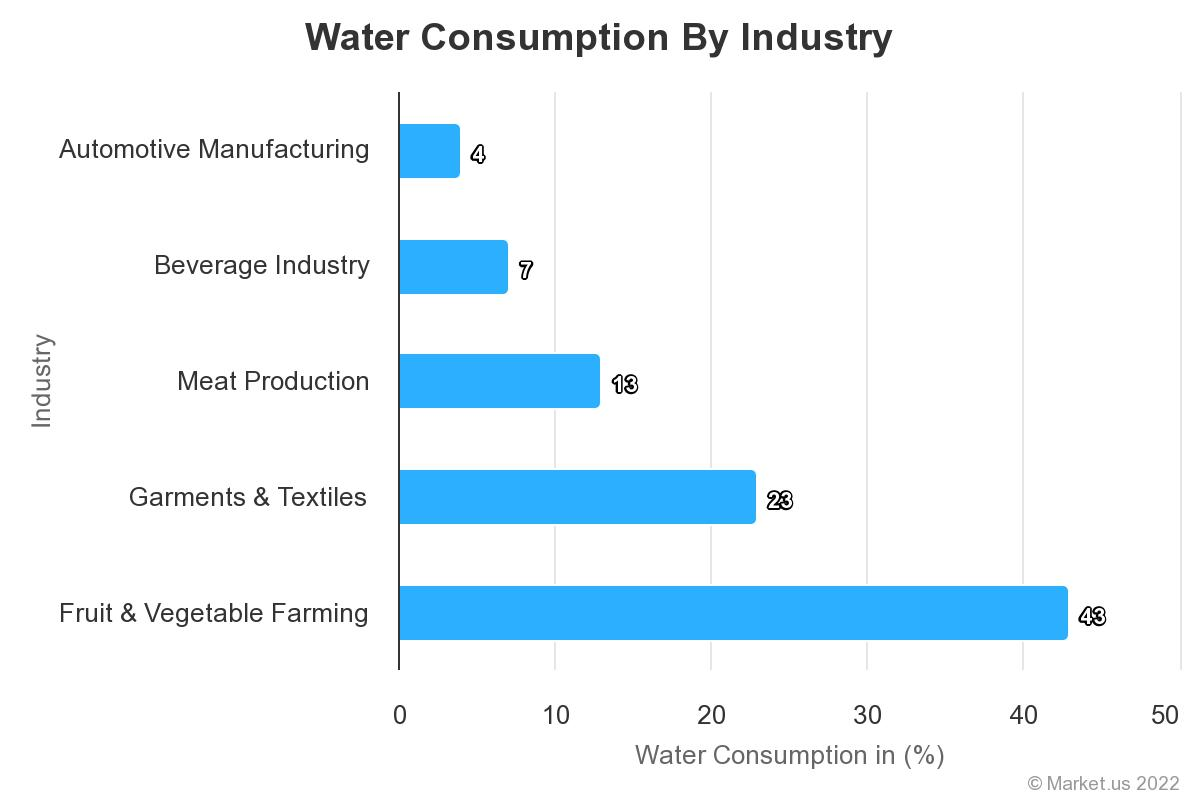 Water Consumption By Industry
Automotive Manufacturing
4
Beverage Industry
7
Industry
Meat Production
13
Garments & Textiles
23
Fruit & Vegetable Farming
43
0 10 20 30 40 50
Water Consumption in (%)
© Market.us 2022